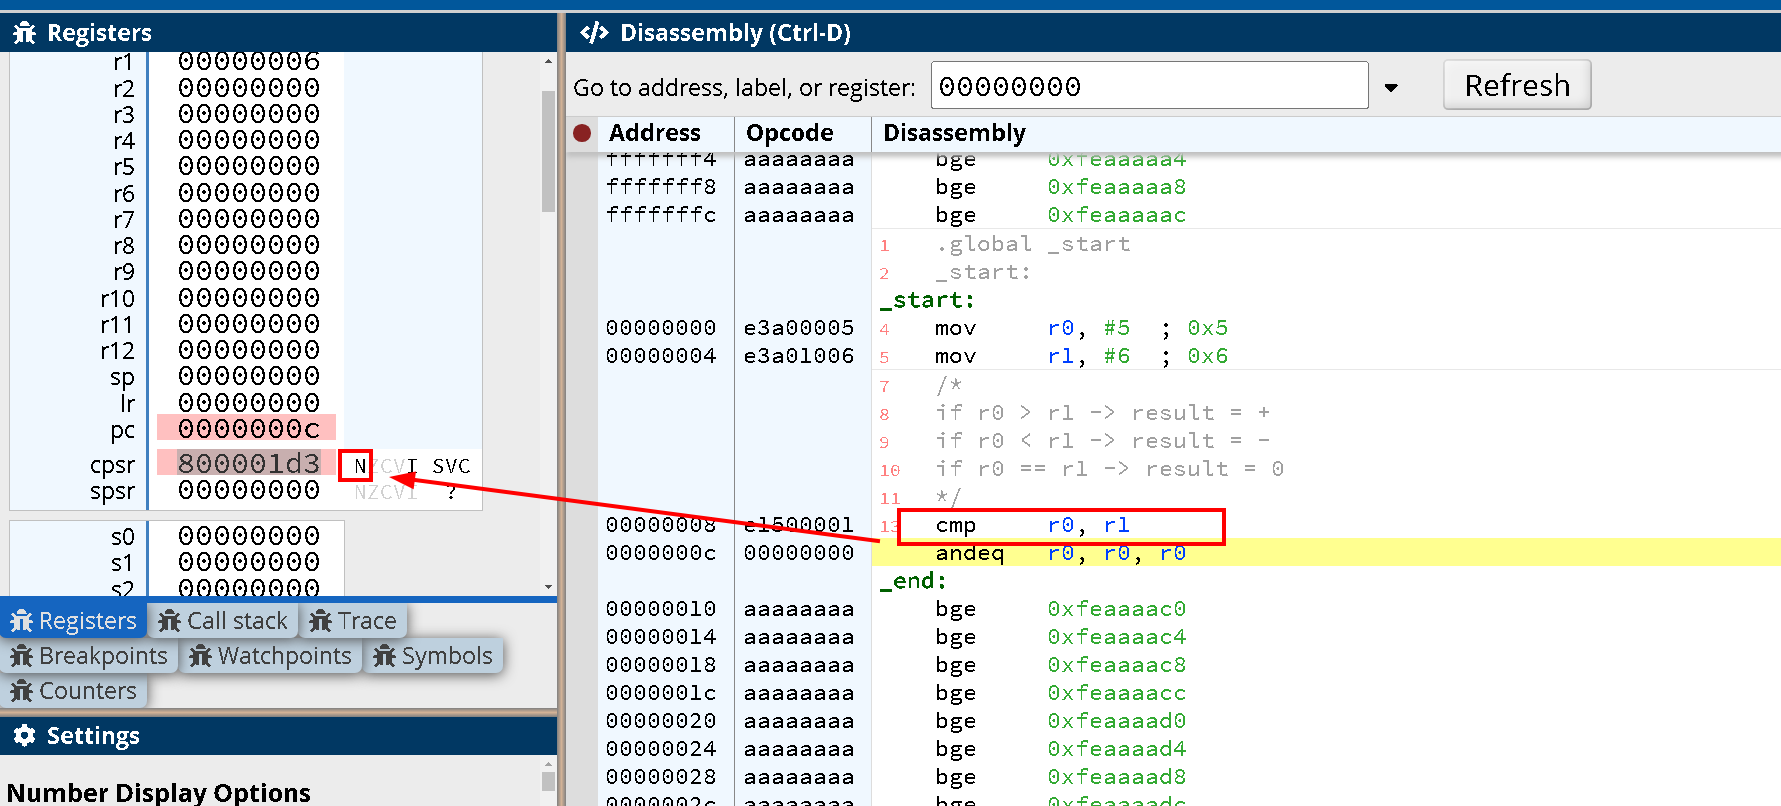 Registers
r1 00000006
r2 00000000
r3 00000000
r4 00000000
r5 00000000
r6 00000000
r7 00000000
r8 00000000
r9 00000000
r10 00000000
r11 00000000
r12 00000000
sp 00000000
lr 00000000
pc 0000000c
cpsr 800001d3 NZCVI SVC
spsr 00000000 NZCVI ?
s0 00000000
s1 00000000
s2 00000000
Registers Call stack Trace
Breakpoints Watchpoints Symbols
Counters
Settings
Number Display Options
</> Disassembly (Ctrl-D)
Go to address, label, or register: 00000000 Refresh
Address Opcode Disassembly
fffffff4 aaaaaaaa bge 0xfeaaaaa4
fffffff8 aaaaaaaa bge 0xfeaaaaa8
fffffffc aaaaaaaa bge 0xfeaaaaac
1 .global _start
2 _start:
_start:
00000000 e3a00005 4 mov r0, #5 ; 0x5
00000004 e3a01006 5 mov r1, #6 ; 0x6
7 /*
8 if r0 > r1 -> result = +
9 if r0 < r1 -> result = -
10 if r0 == r1 -> result = 0
11 */
00000008 e1500001 13 cmp r0, r1
0000000c 00000000 andeq r0, r0, r0
_end:
00000010 aaaaaaaa bge 0xfeaaaac0
00000014 aaaaaaaa bge 0xfeaaaac4
00000018 aaaaaaaa bge 0xfeaaaac8
0000001c aaaaaaaa bge 0xfeaaaacc
00000020 aaaaaaaa bge 0xfeaaaad0
00000024 aaaaaaaa bge 0xfeaaaad4
00000028 aaaaaaaa bge 0xfeaaaad8
0000002c aaaaaaaa bge 0xfeaaaadc